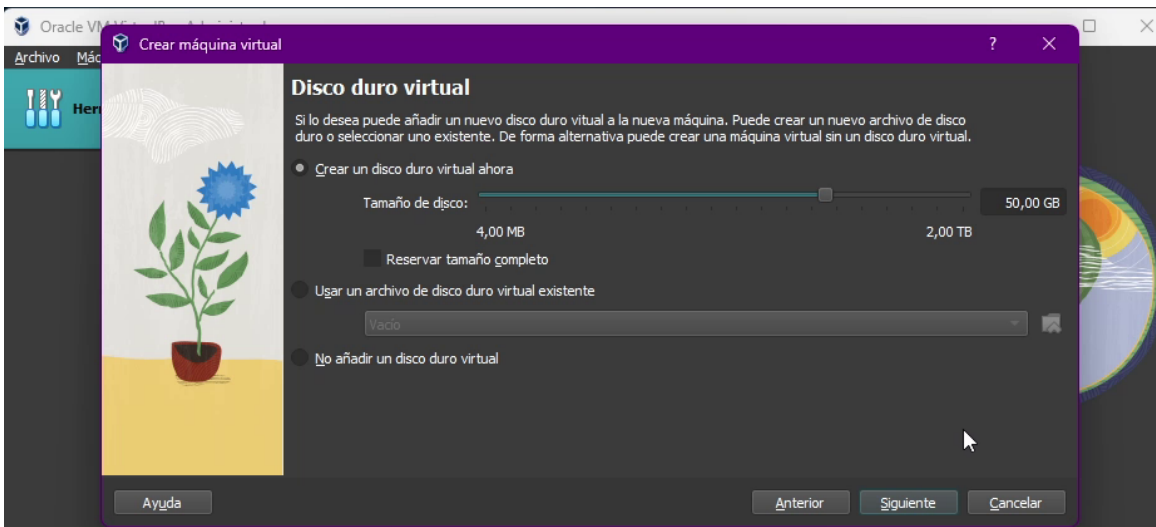 Oracle VM
Crear máquina virtual
?
Archivo
Disco duro virtual
Si lo desea puede añadir un nuevo disco duro vitual a la nueva máquina. Puede crear un nuevo archivo de disco
duro o seleccionar uno existente. De forma alternativa puede crear una máquina virtual sin un disco duro virtual.
Crear un disco duro virtual ahora
Tamaño de disco:
50,00 GB
4,00 MB
2,00 TB
Reservar tamaño completo
Usar un archivo de disco duro virtual existente
Vacío
No añadir un disco duro virtual
Ayuda
Anterior
Siguiente
Cancelar